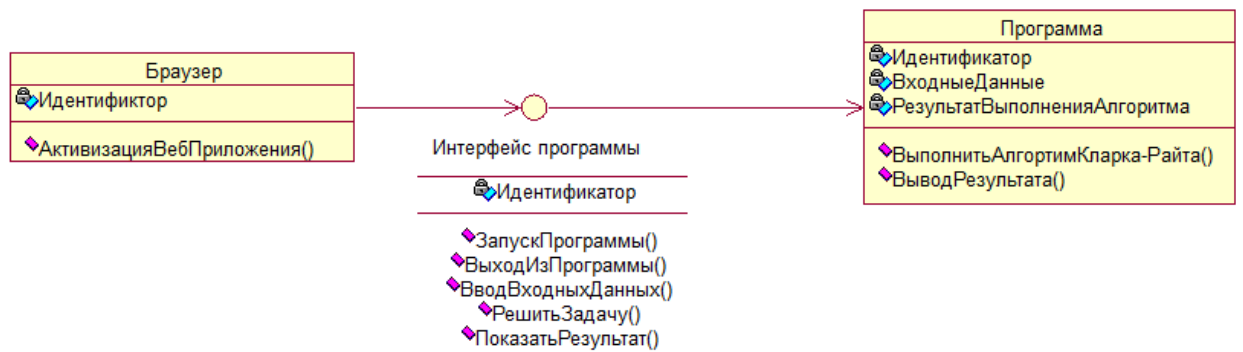 Браузер
Идентификтор
АктивизацияВебПриложения()
Интерфейс программы
Идентификатор
ЗапускПрограммы()
ВыходИзПрограммы()
ВводВходныхДанных()
РешитьЗадачу()
ПоказатьРезультат()
Программа
Идентификатор
ВходныеДанные
РезультатВыполненияАлгоритма
ВыполнитьАлгортимКларка-Райта()
ВыводРезультата()